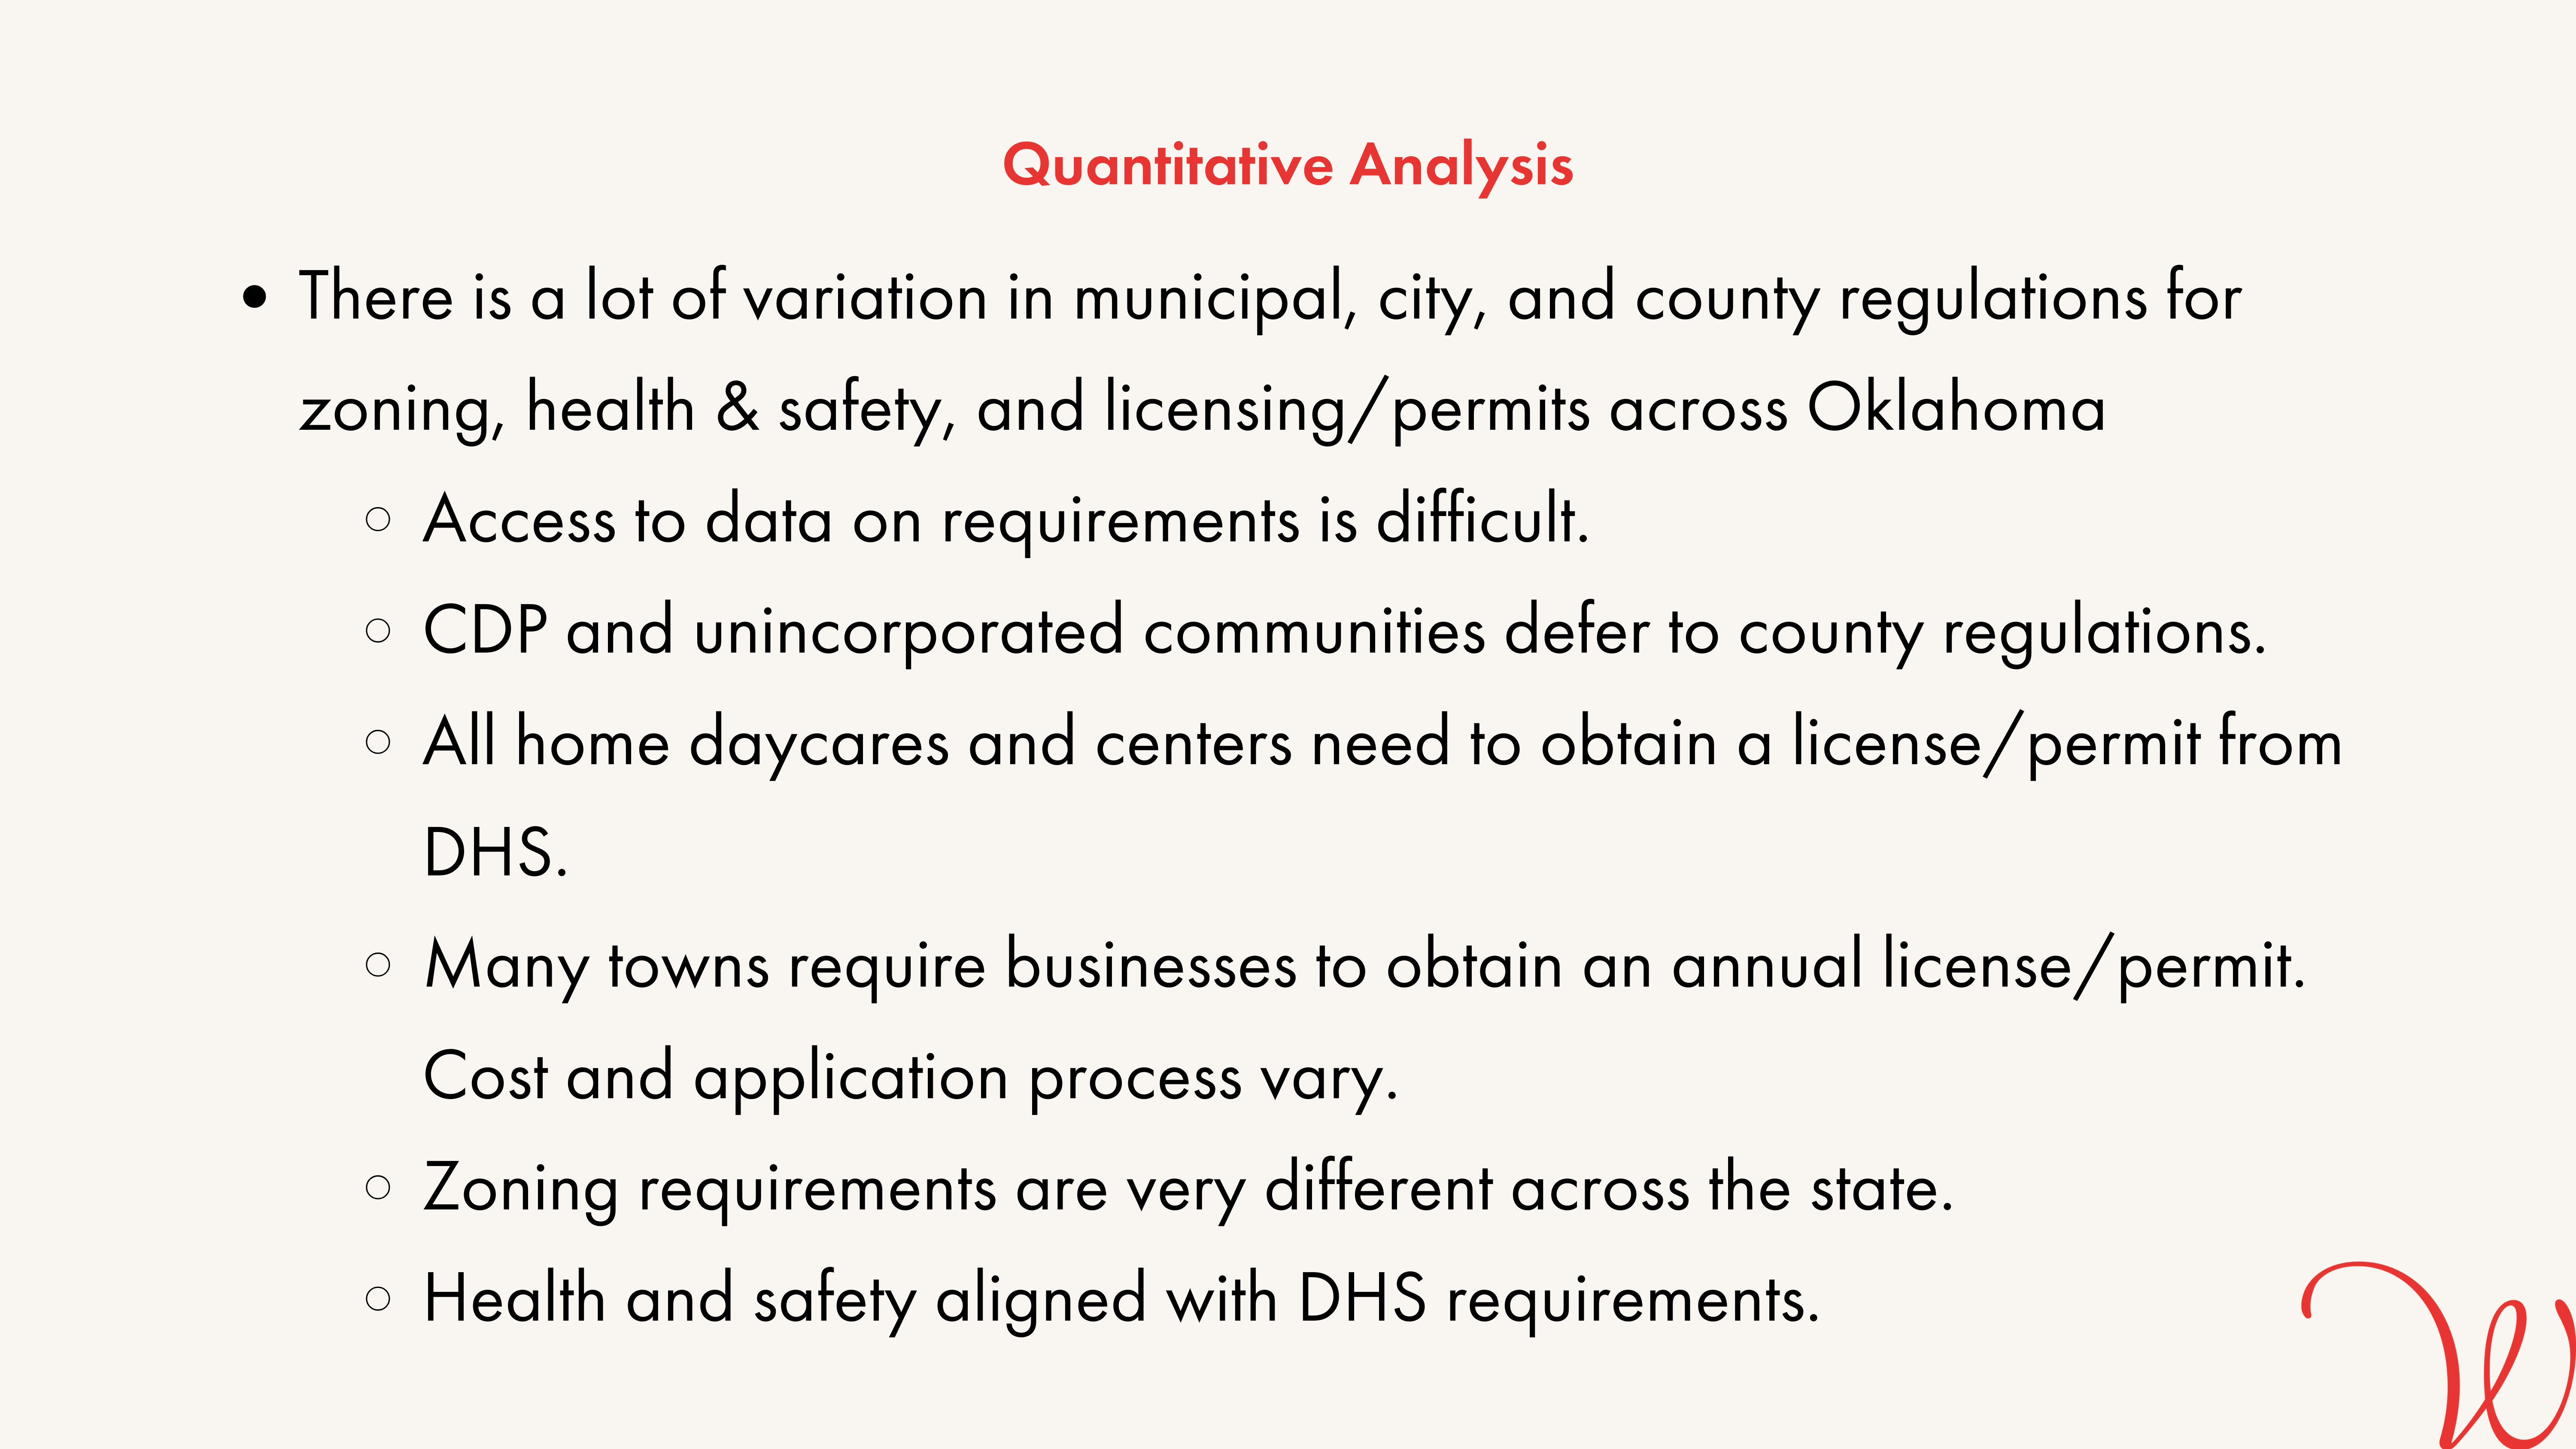 Quantitative Analysis
• There is a lot of variation in municipal, city, and county regulations for
zoning, health & safety, and licensing/permits across Oklahoma
○ Access to data on requirements is difficult.
○ CDP and unincorporated communities defer to county regulations.
○ All home daycares and centers need to obtain a license/permit from
DHS.
○ Many towns require businesses to obtain an annual license/permit.
Cost and application process vary.
○ Zoning requirements are very different across the state.
○ Health and safety aligned with DHS requirements.
W